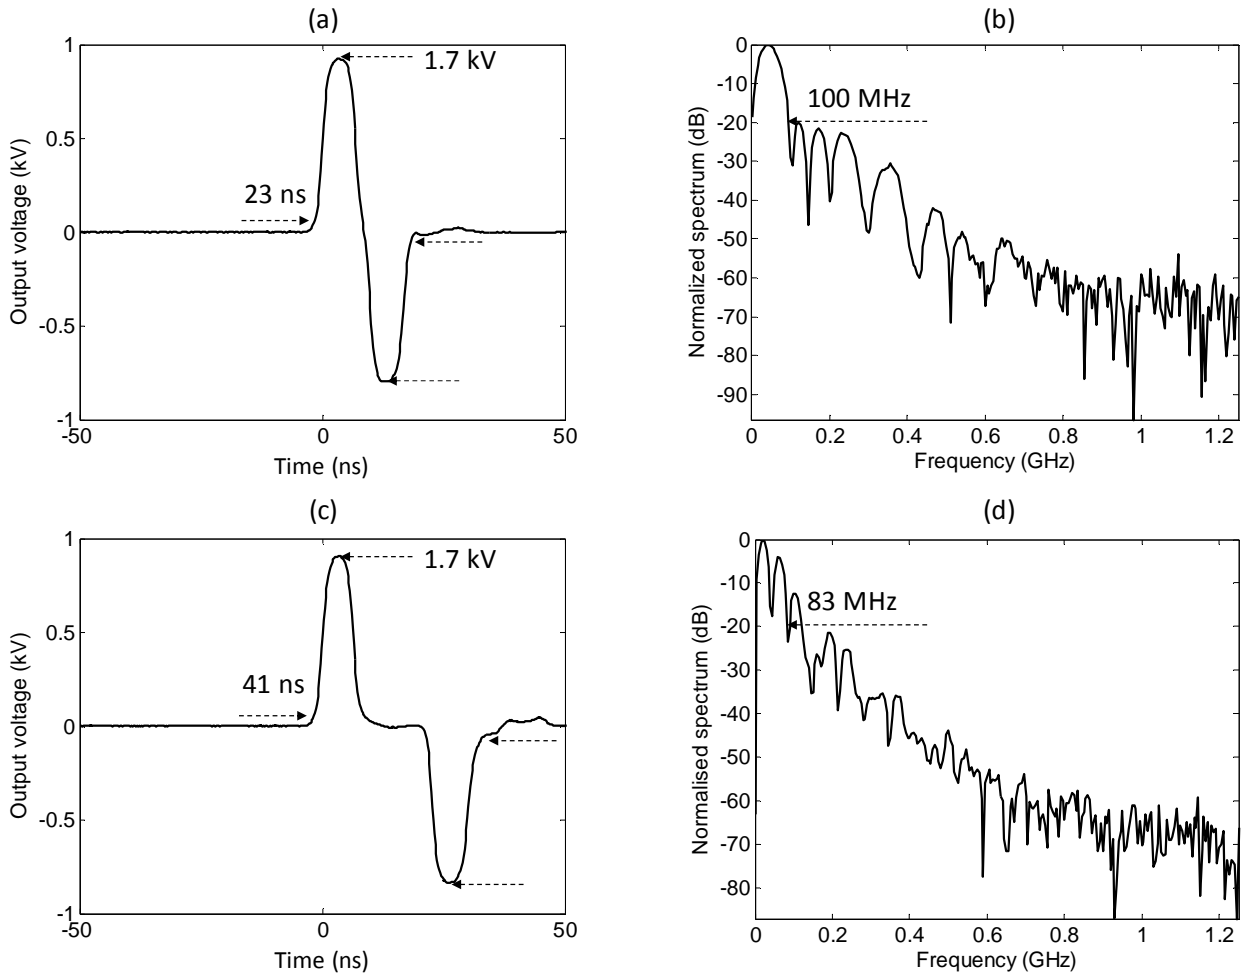 (a)
1
0.5
0
-0.5
-1
-50
0
50
Output voltage (kV)
Time (ns)
1.7 kV
23 ns
(b)
0
-10
-20
-30
-40
-50
-60
-70
-80
-90
0
0.2
0.4
0.6
0.8
1
1.2
Normalized spectrum (dB)
Frequency (GHz)
100 MHz
(c)
1
0.5
0
-0.5
-1
-50
0
50
Output voltage (kV)
Time (ns)
1.7 kV
41 ns
(d)
0
-10
-20
-30
-40
-50
-60
-70
-80
0
0.2
0.4
0.6
0.8
1
1.2
Normalised spectrum (dB)
Frequency (GHz)
83 MHz